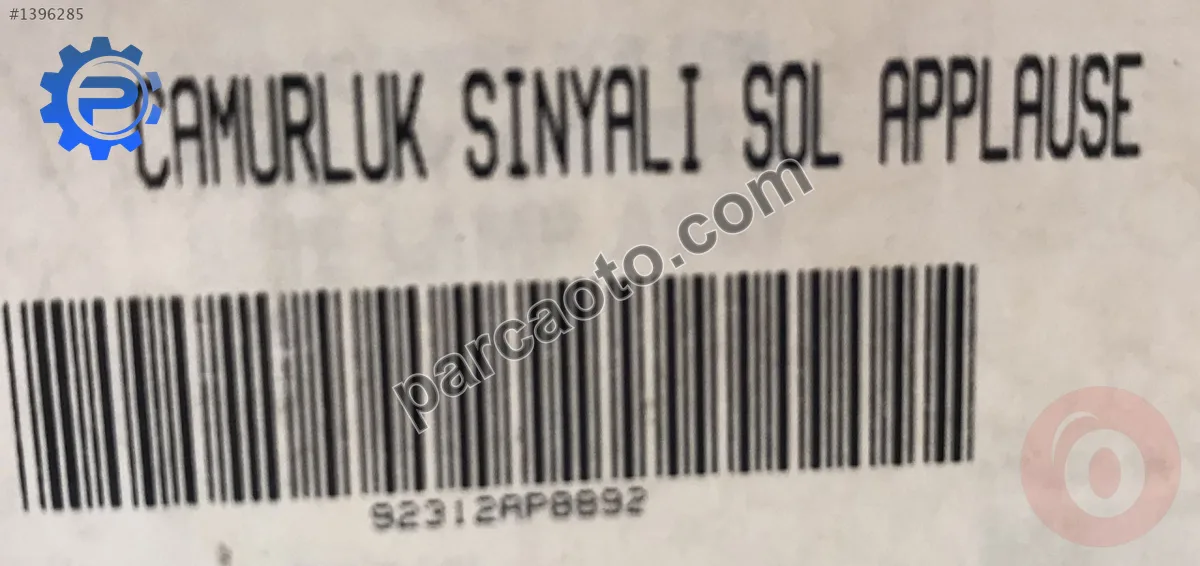 #1396285
CAMURLUK SINYALI SOL APPLAUSE
parcaoto.com
92312AP8892